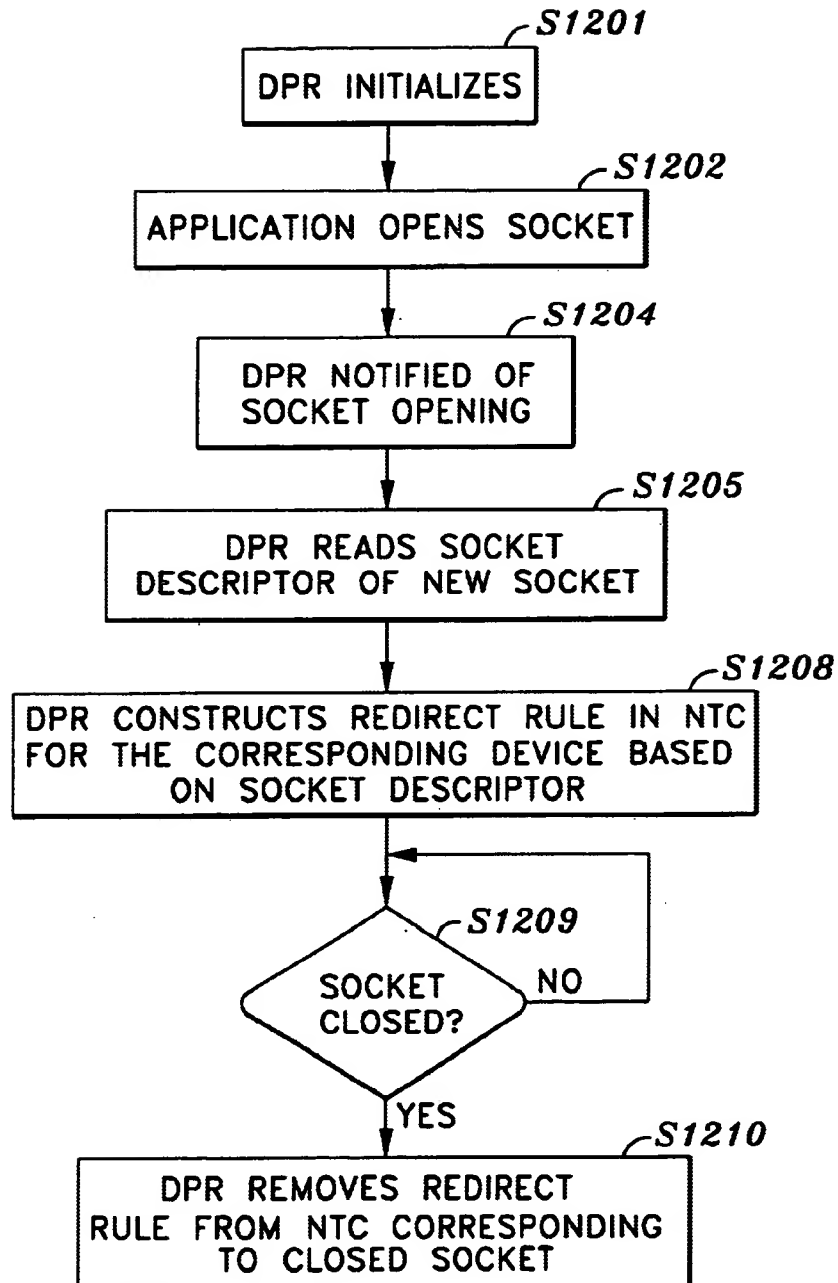 S1201
DPR INITIALIZES
S1202
APPLICATION OPENS SOCKET
S1204
DPR NOTIFIED OF
SOCKET OPENING
S1205
DPR READS SOCKET
DESCRIPTOR OF NEW SOCKET
S1208
DPR CONSTRUCTS REDIRECT RULE IN NTC
FOR THE CORRESPONDING DEVICE BASED
ON SOCKET DESCRIPTOR
S1209
SOCKET
CLOSED?
NO
YES
S1210
DPR REMOVES REDIRECT
RULE FROM NTC CORRESPONDING
TO CLOSED SOCKET